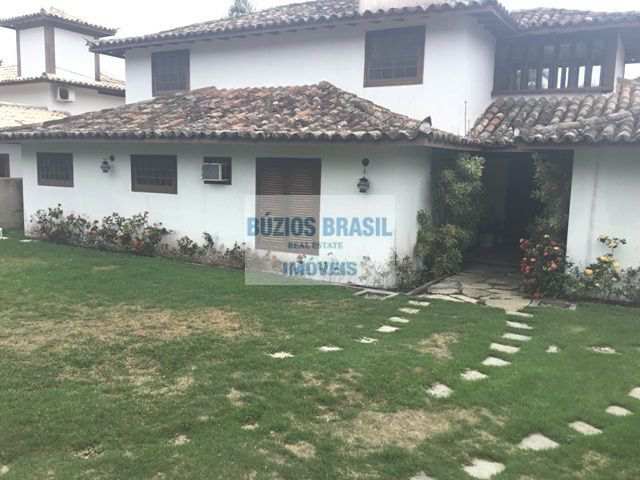 BÚZIOS BRASIL
REAL ESTATE
IMÓVEIS